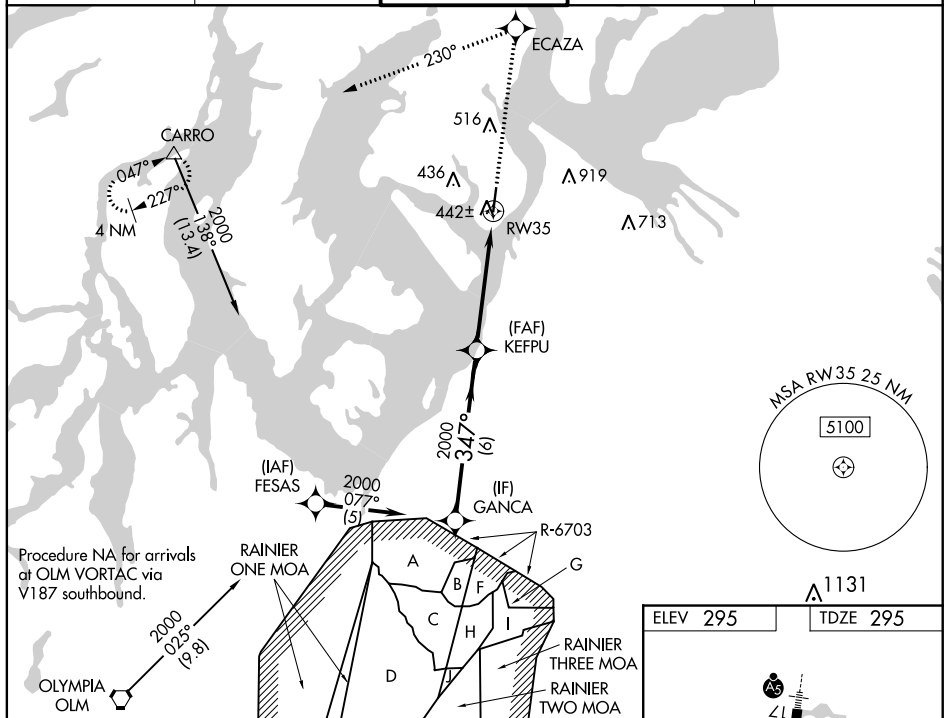 230°
ECAZA
516
CARRO
047°
227°
4 NM
2000
138°
(13.4)
436
919
442±
RW35
713
(FAF)
KEFPU
MSA RW35 25 NM
5100
2000
347°
(6)
(IAF)
FESAS
2000
077°
(5)
(IF)
GANCA
R-6703
Procedure NA for arrivals
at OLM VORTAC via
V187 southbound.
RAINIER
ONE MOA
A
B
F
G
C
H
I
D
J
1131
2000
025°
(9.8)
OLYMPIA
OLM
RAINIER
THREE MOA
RAINIER
TWO MOA
ELEV 295
TDZE 295
A5
17